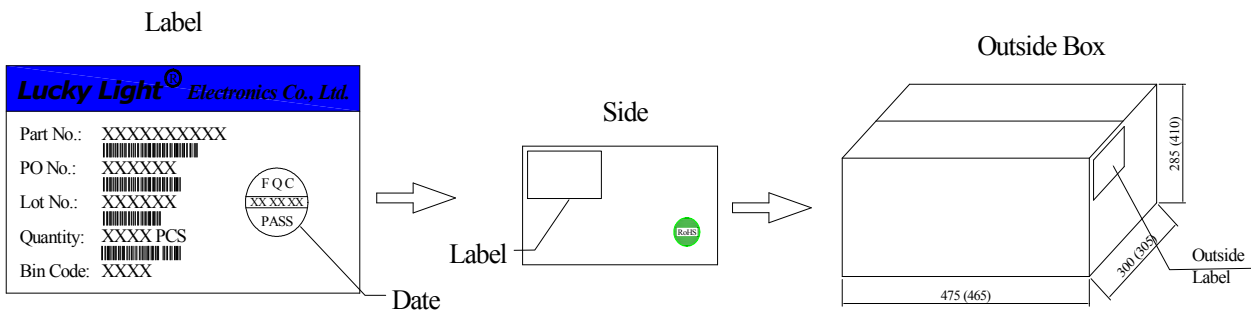 Label
Lucky Light® Electronics Co., Ltd.
Part No.: XXXXXXXXXX
PO No.: XXXXXX
Lot No.: XXXXXX
Quantity: XXXX PCS
Bin Code: XXXX
FQC
XX XX XX
PASS
Date
Side
Label
RoHS
Outside Box
285 (410)
300 (305)
475 (465)
Outside
Label